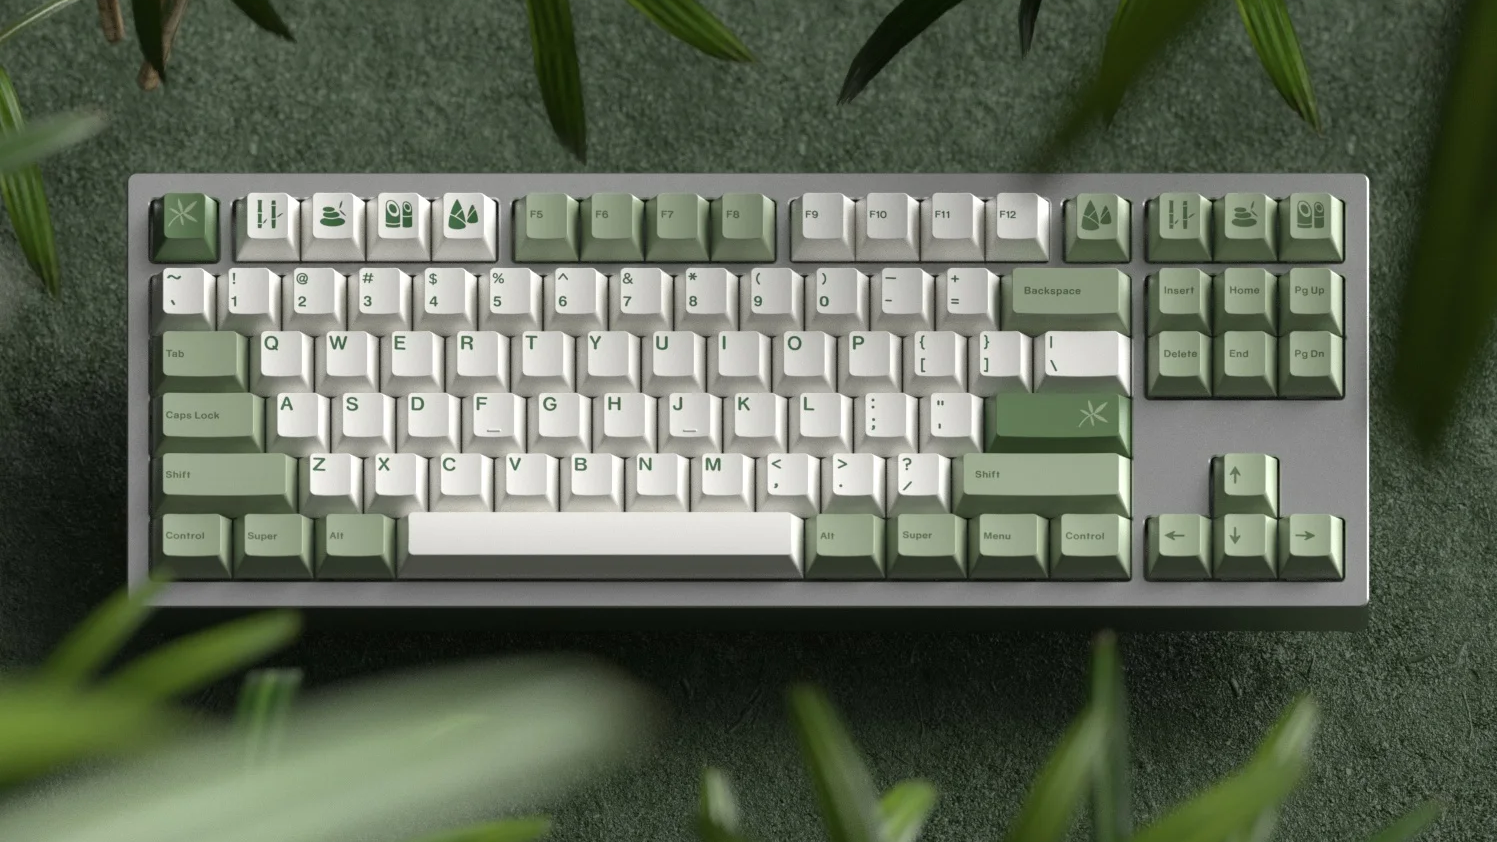 F5 F6 F7 F8 F9 F10 F11 F12
~ ! @ # $ % ^ & * ( ) — +
` 1 2 3 4 5 6 7 8 9 0 - = Backspace Insert Home Pg Up
Tab Q W E R T Y U I O P { } |
[ ] \ Delete End Pg Dn
Caps Lock A S D F G H J K L : "
; '
Shift Z X C V B N M < > ? Shift ↑
, . /
Control Super Alt Alt Super Menu Control ← ↓ →